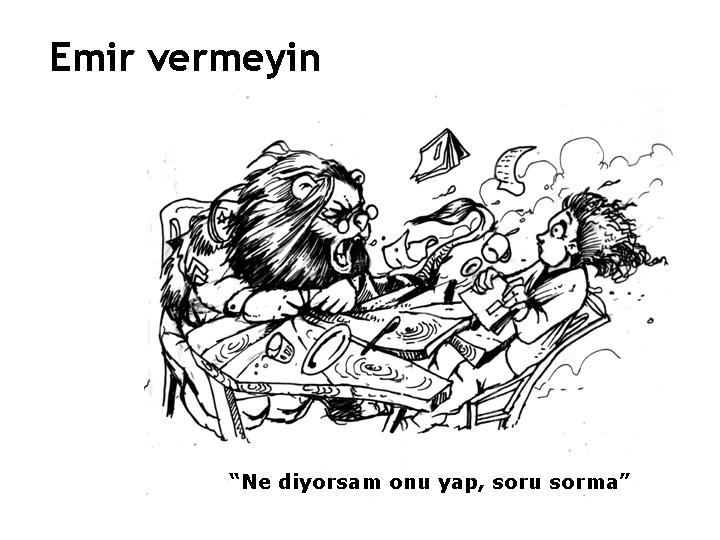 Emir vermeyin
“Ne diyorsam onu yap, soru sorma”